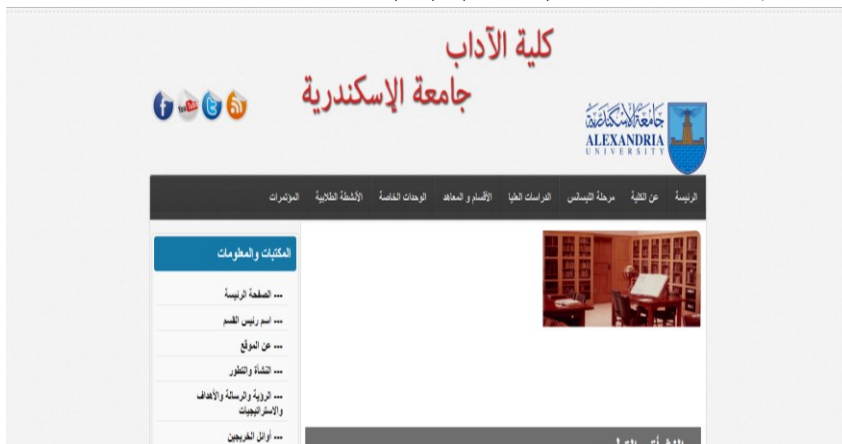 كلية الآداب
جامعة الإسكندرية
جامعة الإسكندرية
ALEXANDRIA
UNIVERSITY
الرئيسة عن الكلية مرحلة الليسانس الدراسات العليا الأقسام و المعاهد الوحدات الخاصة الأنشطة الطلابية المؤتمرات
المكتبات والمعلومات
--- الصفحة الرئيسة
--- اسم رئيس القسم
--- عن الموقع
--- النشأة والتطور
--- الرؤية والرسالة والأهداف
والاستراتيجيات
--- أوائل الخريجين